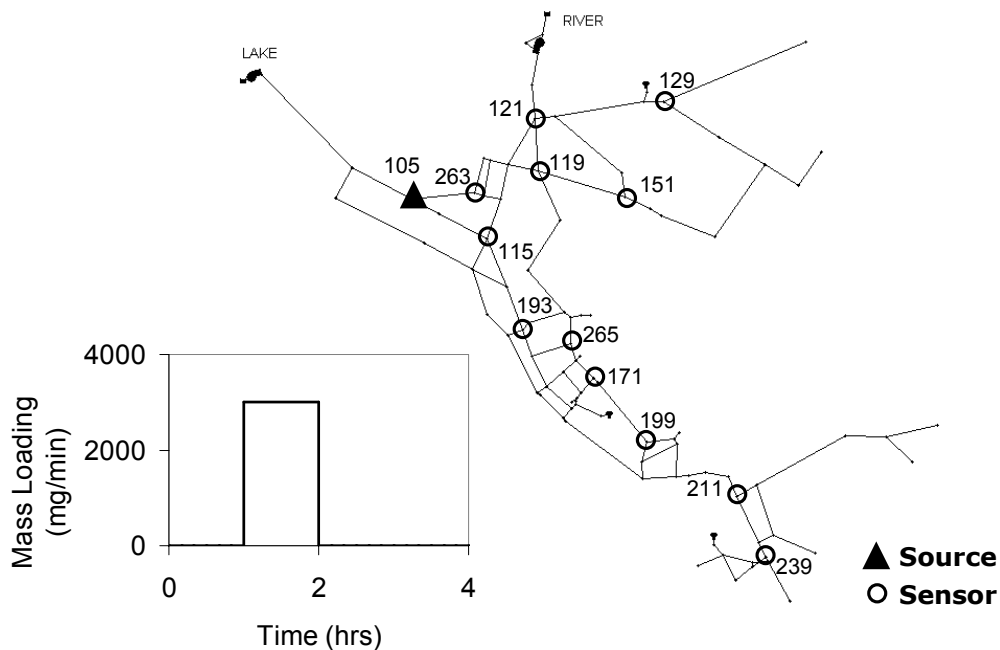 RIVER
LAKE
129
121
105
263
119
151
115
193
265
171
199
211
239
4000
2000
0
0
2
4
Mass Loading
(mg/min)
Time (hrs)
Source
Sensor